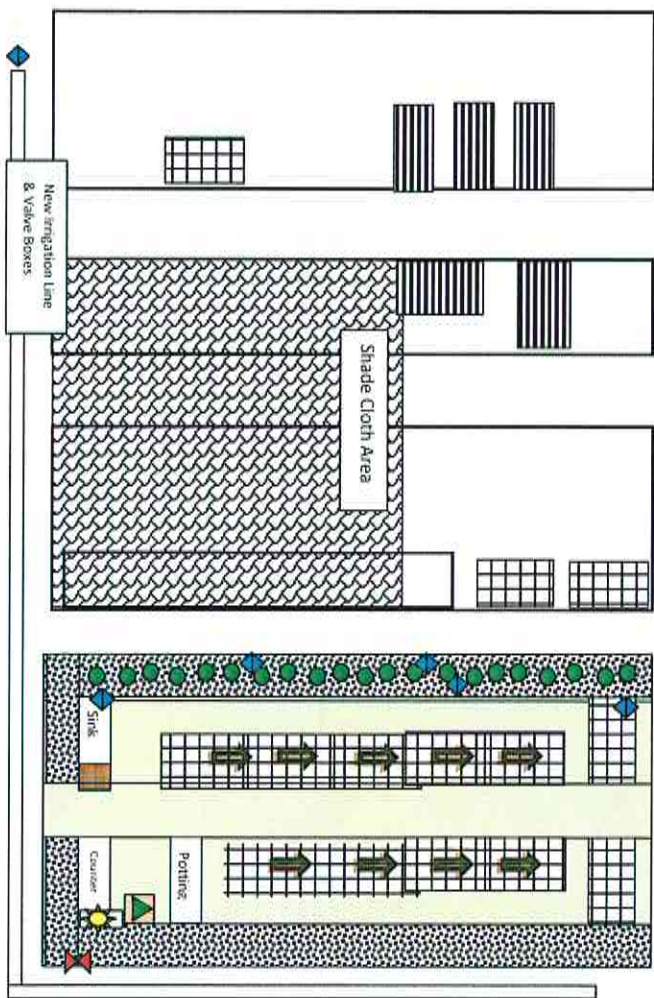 New Irrigation Line
& Valve Boxes
Shade Cloth Area
Sink
Counter
Potting